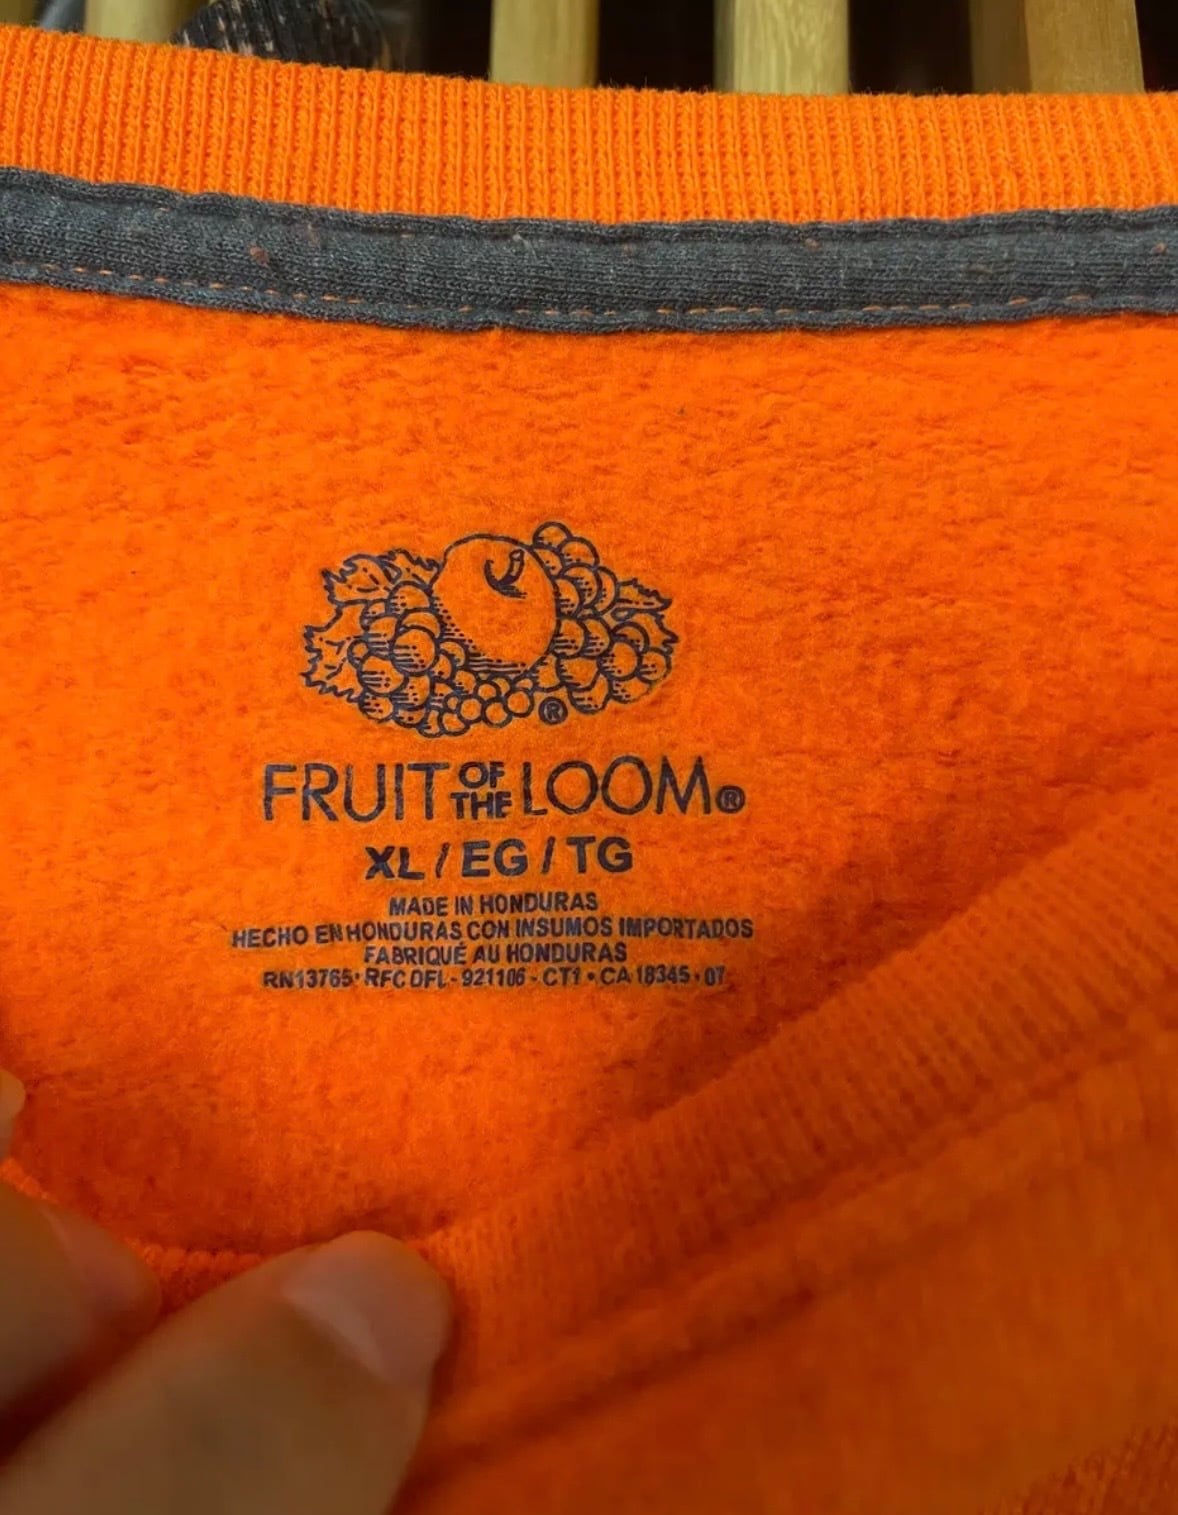 ®
FRUIT OF THE LOOM®
XL / EG / TG
MADE IN HONDURAS
HECHO EN HONDURAS CON INSUMOS IMPORTADOS
FABRIQUÉ AU HONDURAS
RN13765 • RFC DFL - 921106 - CT1 • CA 18345 • 07